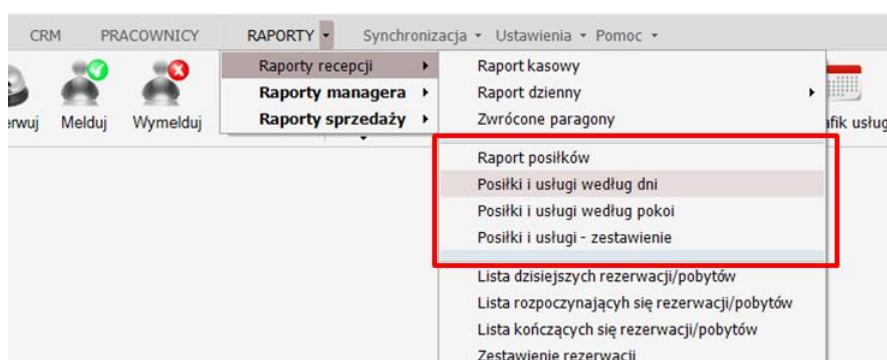 CRM PRACOWNICY RAPORTY Synchronizacja Ustawienia Pomoc
Raporty recepcji
Raporty managera
Raporty sprzedaży
Melduj Wymelduj
Raport kasowy
Raport dzienny
Zwrócone paragony
Raport posiłków
Posiłki i usługi według dni
Posiłki i usługi według pokoi
Posiłki i usługi - zestawienie
Lista dzisiejszych rezerwacji/pobytów
Lista rozpoczynająch się rezerwacji/pobytów
Lista kończących się rezerwacji/pobytów
Zestawienie rezerwacji